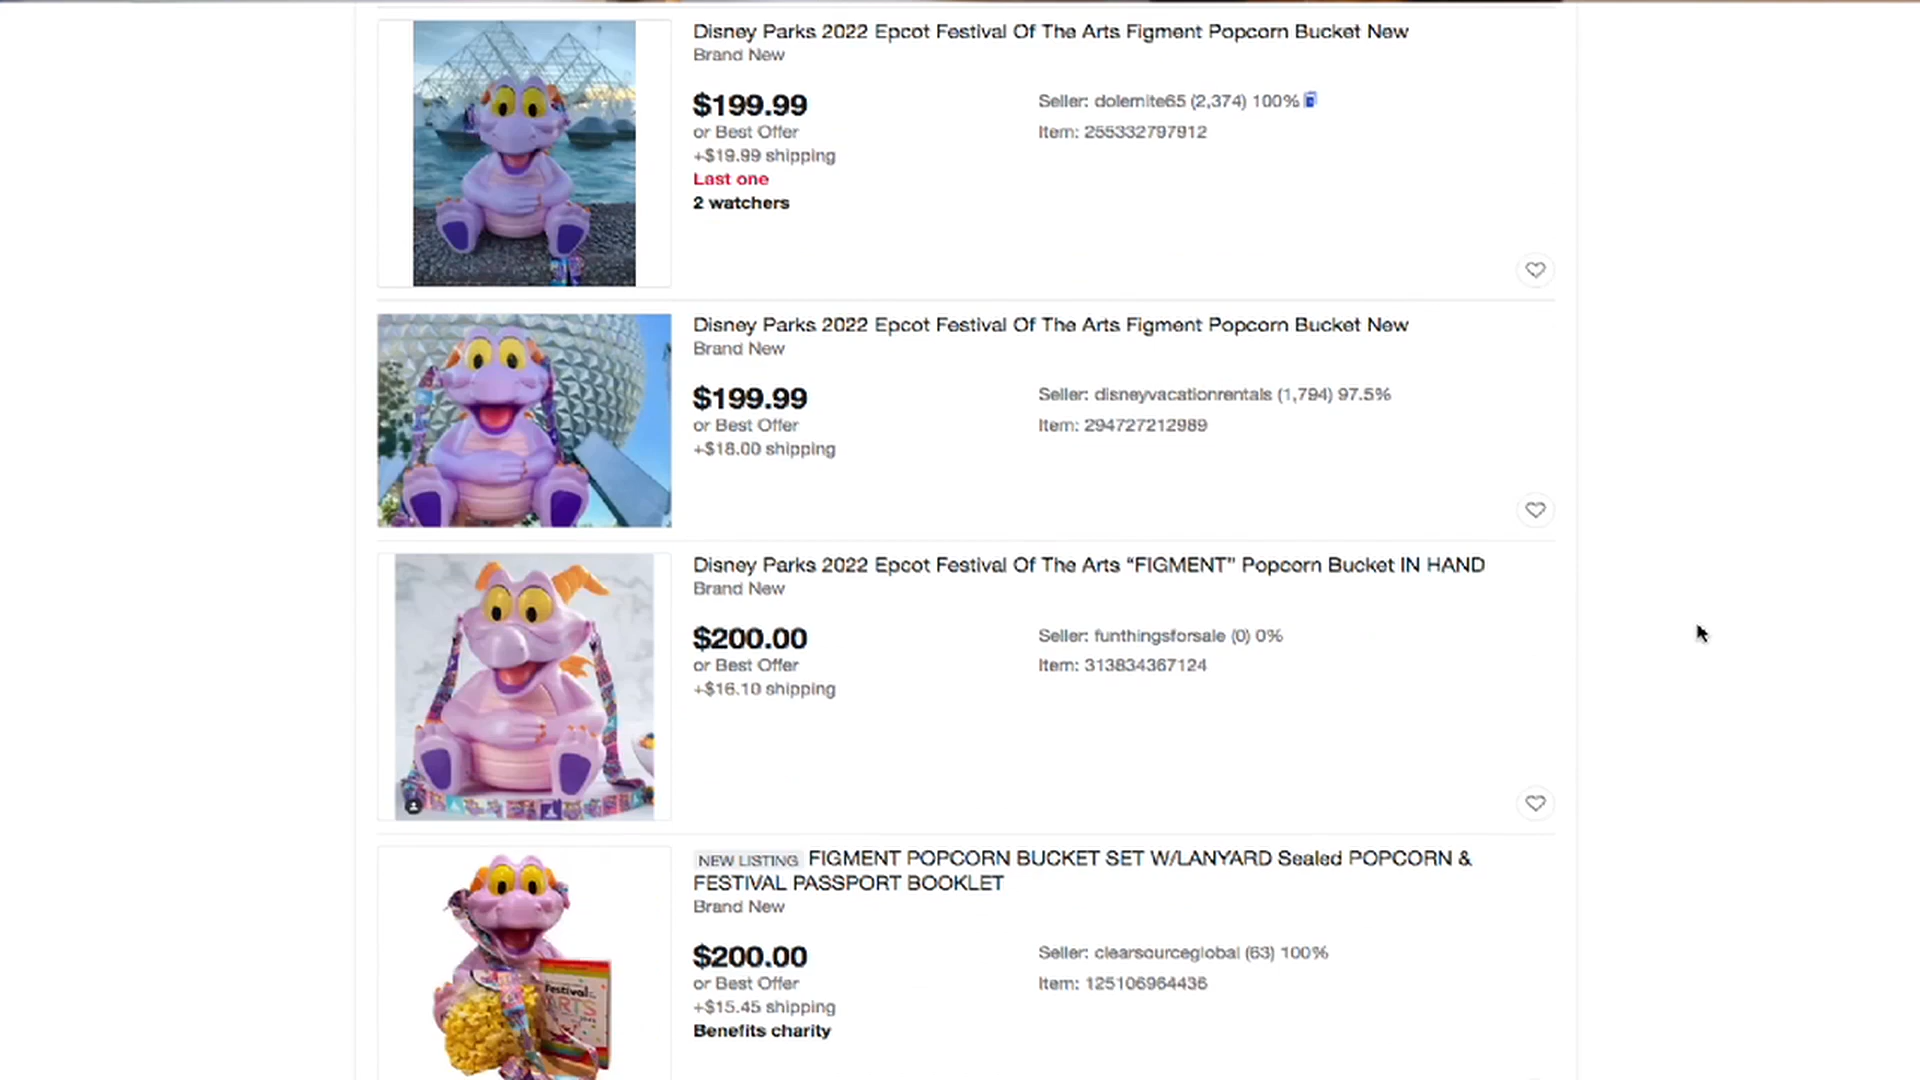 Disney Parks 2022 Epcot Festival Of The Arts Figment Popcorn Bucket New
Brand New
$199.99
or Best Offer
+$19.99 shipping
Last one
2 watchers
Seller: dolemite65 (2,374) 100%
Item: 255332797912
Disney Parks 2022 Epcot Festival Of The Arts Figment Popcorn Bucket New
Brand New
$199.99
or Best Offer
+$18.00 shipping
Seller: disneyvacationrentals (1,794) 97.5%
Item: 294727212989
Disney Parks 2022 Epcot Festival Of The Arts “FIGMENT” Popcorn Bucket IN HAND
Brand New
$200.00
or Best Offer
+$16.10 shipping
Seller: funthingsforsale (0) 0%
Item: 313834367124
NEW LISTING FIGMENT POPCORN BUCKET SET W/LANYARD Sealed POPCORN &
FESTIVAL PASSPORT BOOKLET
Brand New
$200.00
or Best Offer
+$15.45 shipping
Benefits charity
Seller: clearsourceglobal (63) 100%
Item: 125106964436
Festival
ARTS